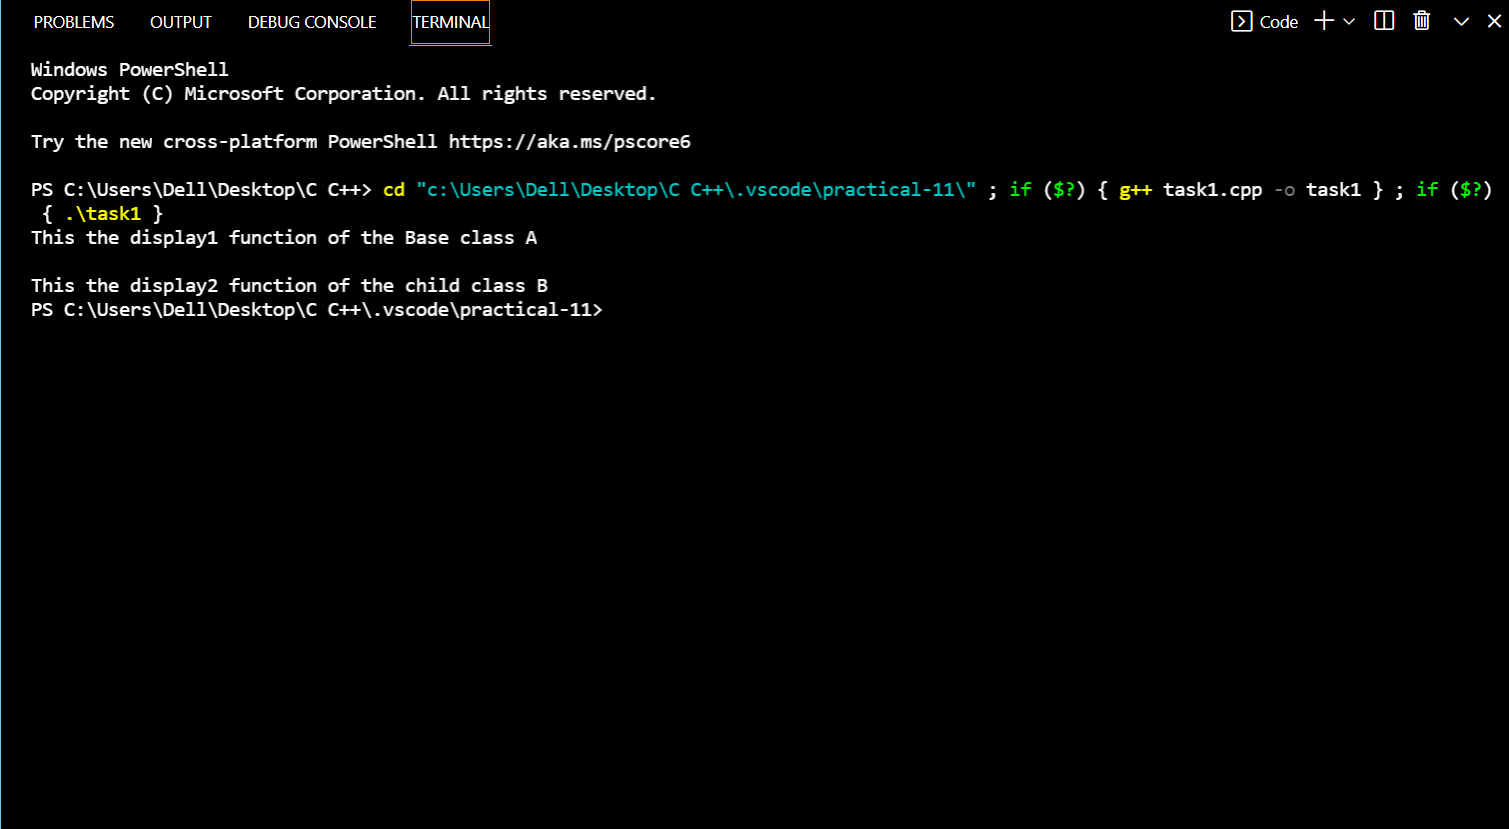 PROBLEMS OUTPUT DEBUG CONSOLE TERMINAL Code
Windows PowerShell
Copyright (C) Microsoft Corporation. All rights reserved.
Try the new cross-platform PowerShell https://aka.ms/pscore6
PS C:\Users\Dell\Desktop\C C++> cd "c:\Users\Dell\Desktop\C C++\.vscode\practical-11\" ; if ($?) { g++ task1.cpp -o task1 } ; if ($?)
{ .\task1 }
This the display1 function of the Base class A
This the display2 function of the child class B
PS C:\Users\Dell\Desktop\C C++\.vscode\practical-11>